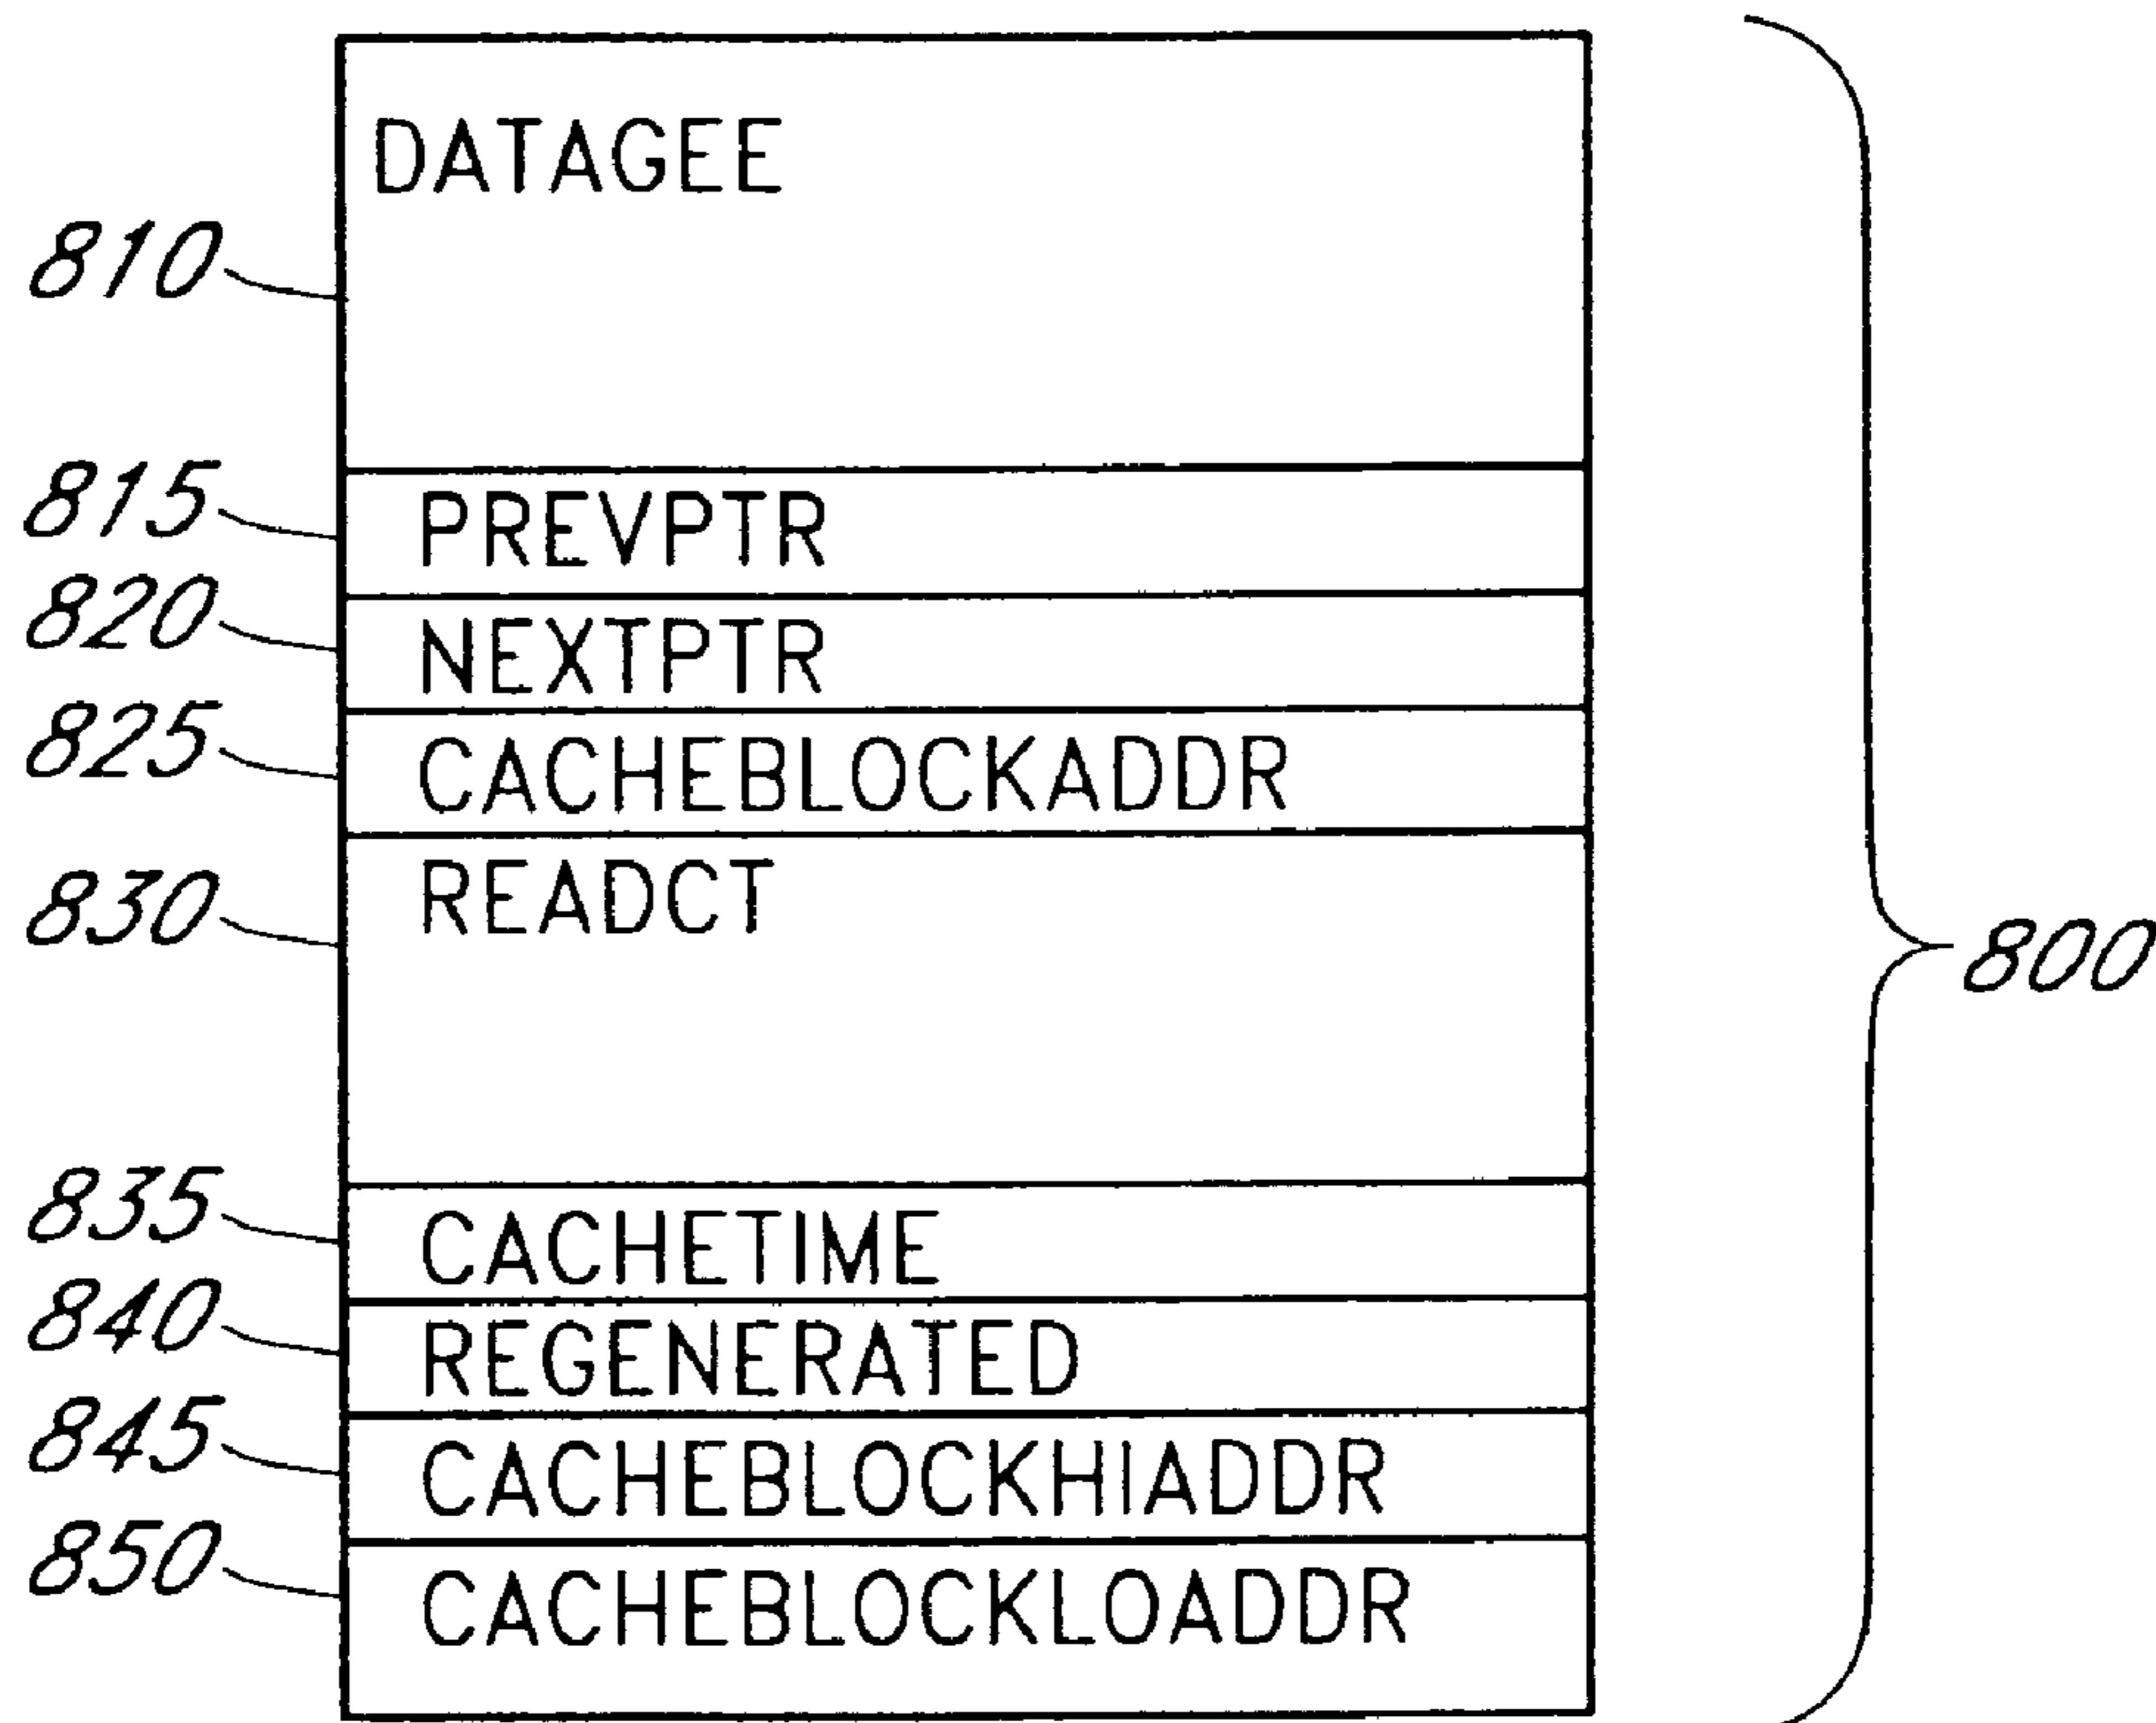 DATAGEE
810
815 PREVPTR
820 NEXTPTR
825 CACHEBLOCKADDR
830 READCT
800
835 CACHETIME
840 REGENERATED
845 CACHEBLOCKHIADDR
850 CACHEBLOCKLOADDR